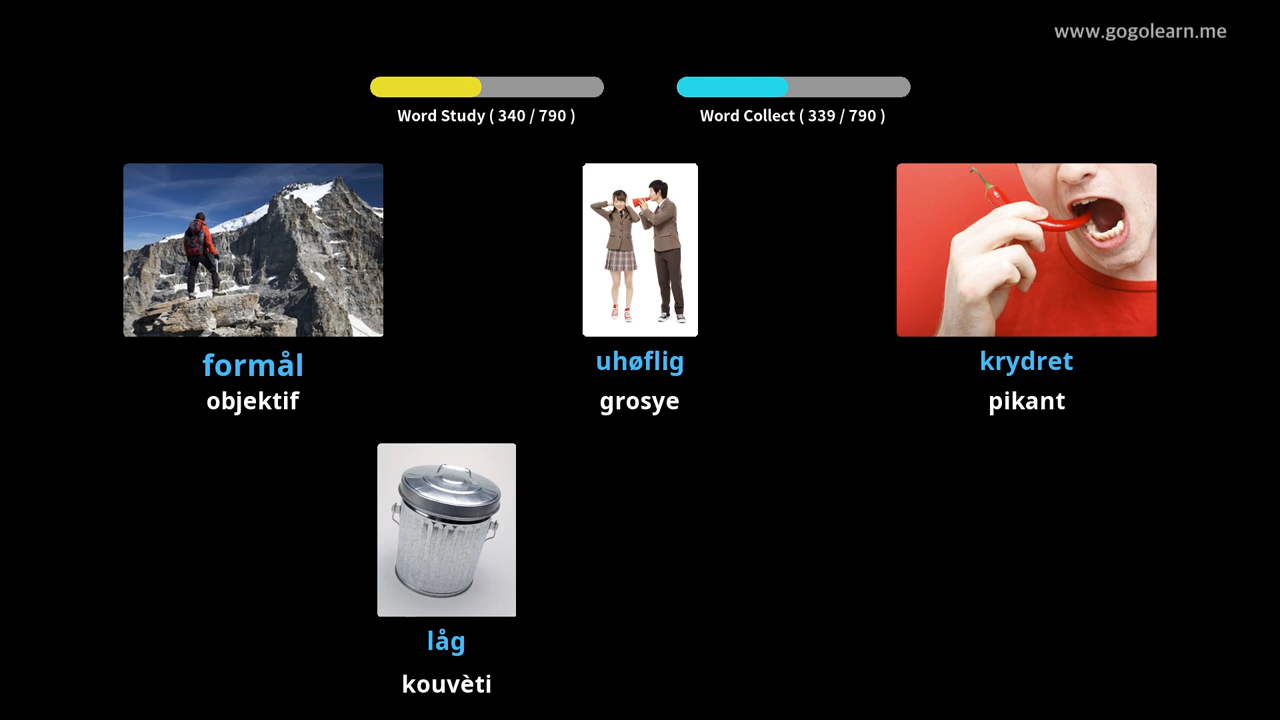 www.gogolearn.me
Word Study ( 340 / 790 )
Word Collect ( 339 / 790 )
formål
objektif
uhøflig
grosye
krydret
pikant
låg
kouvèti